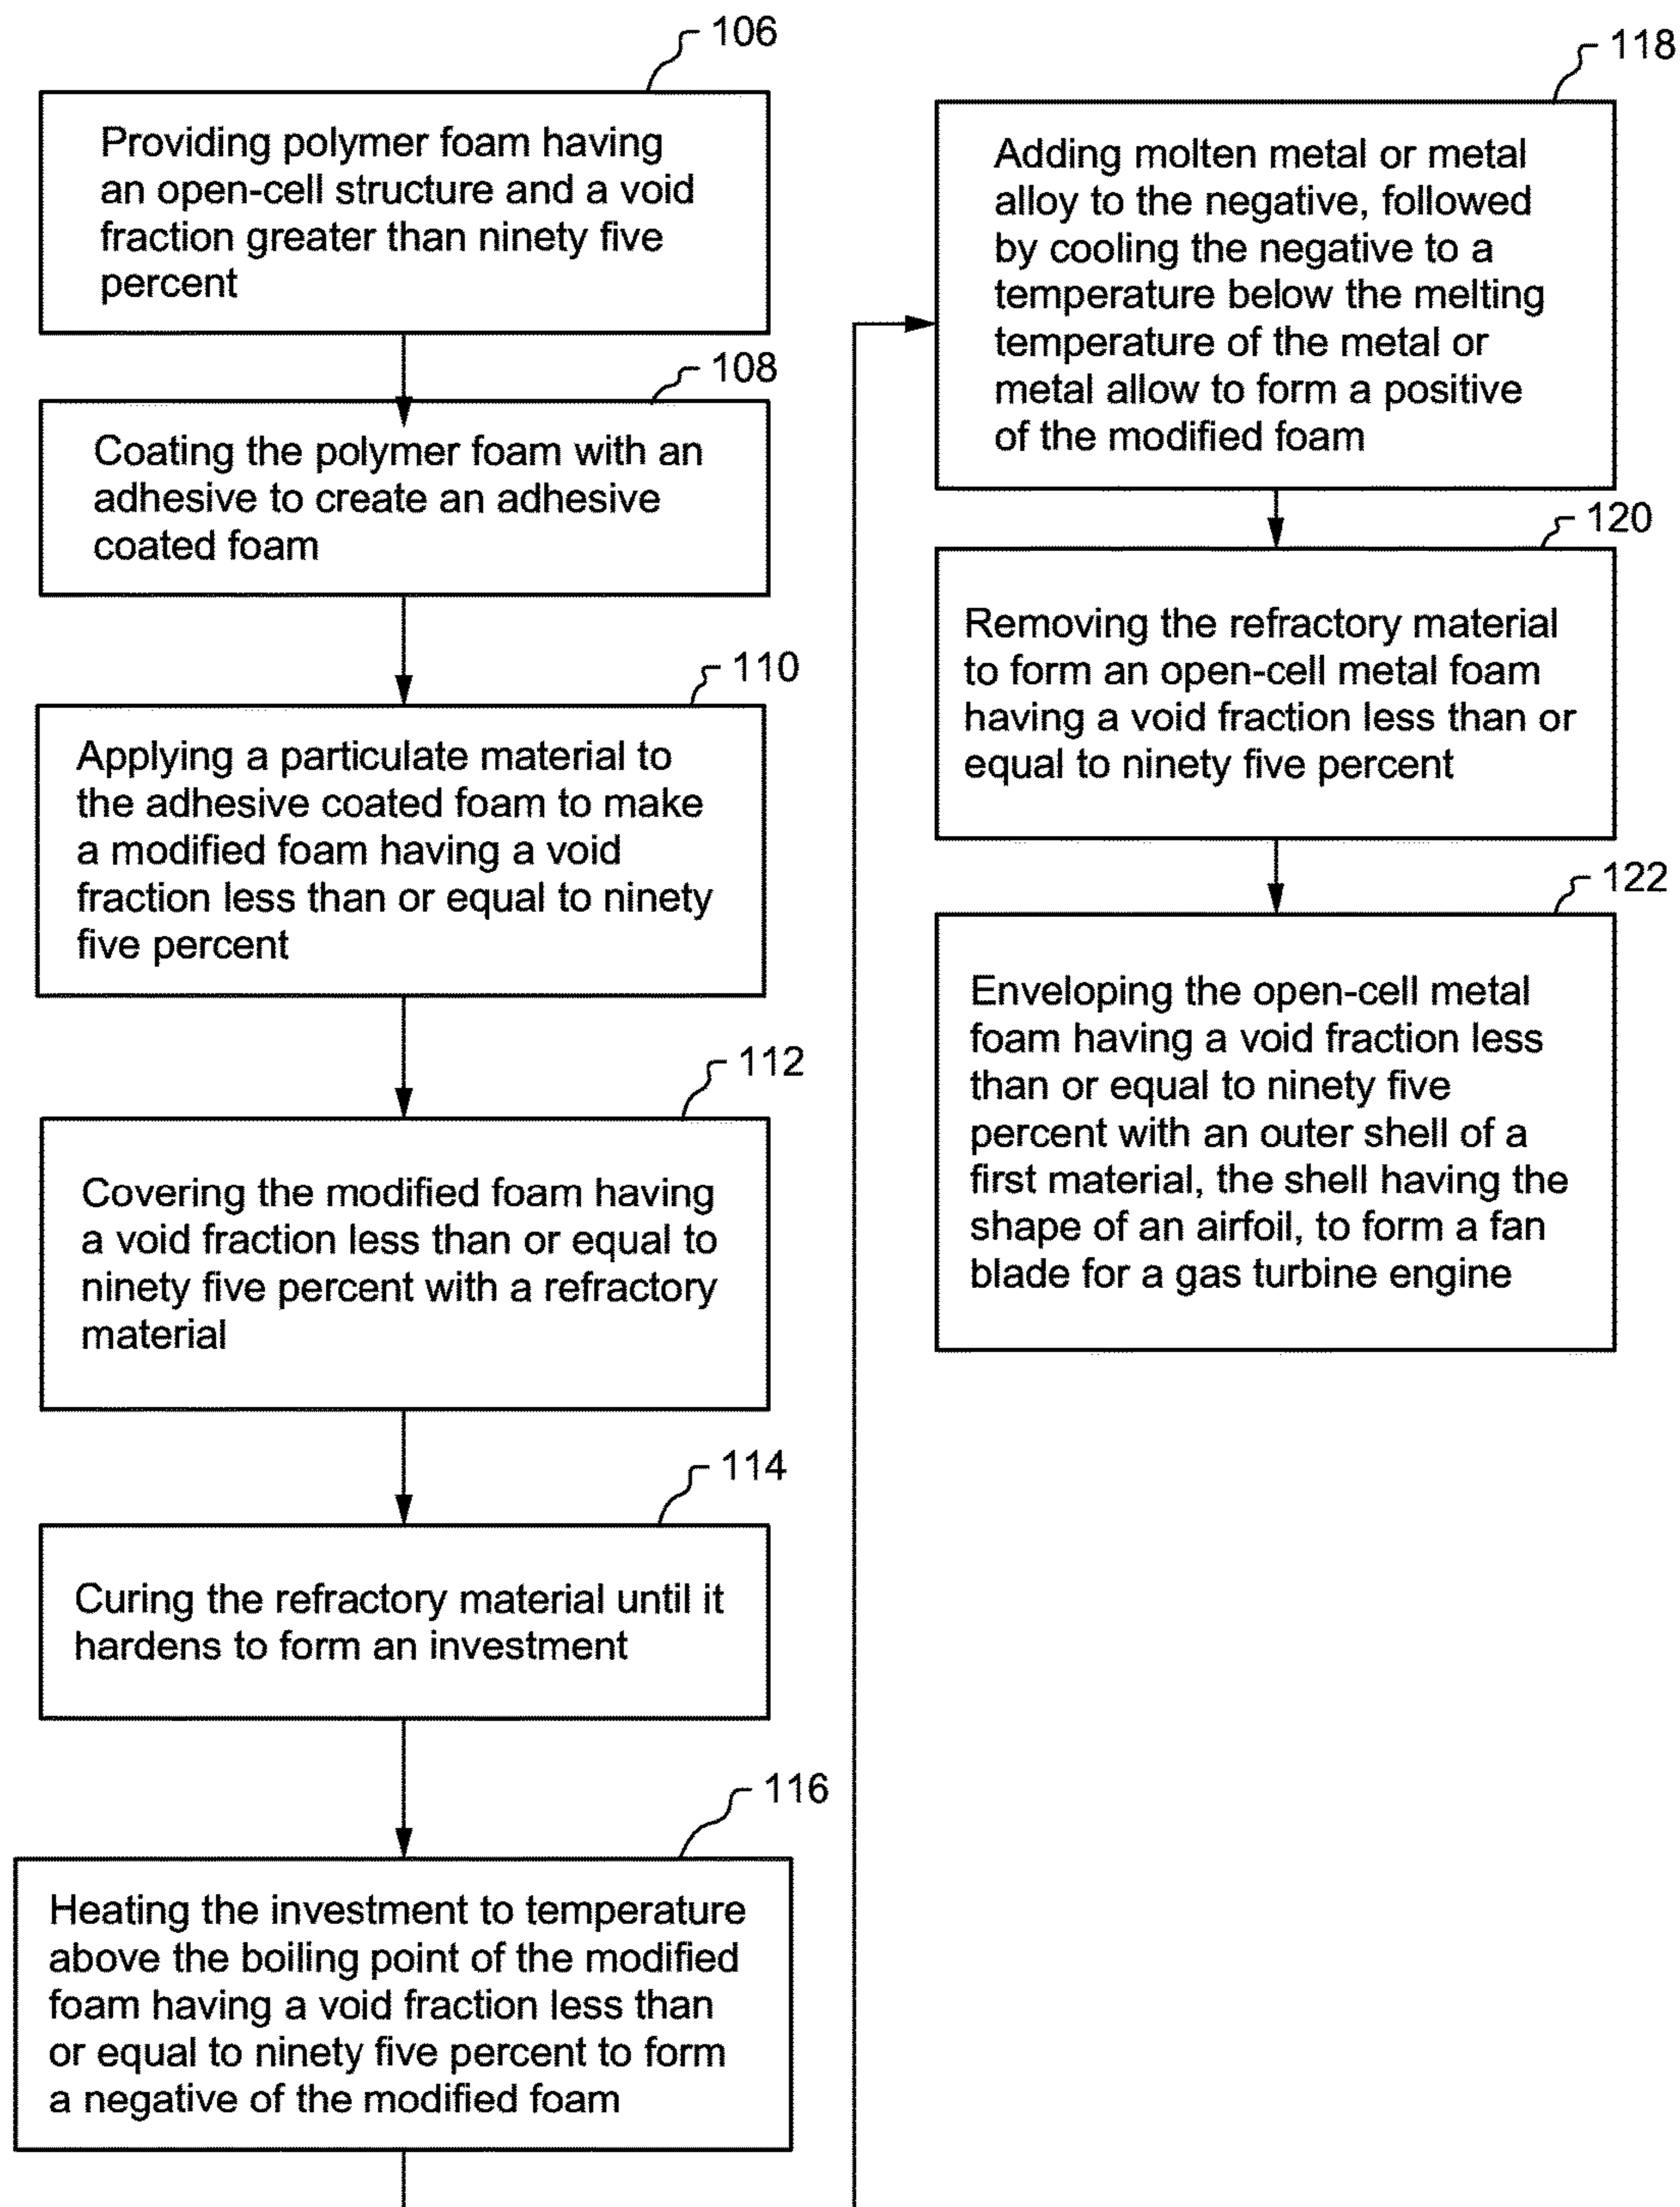 106
Providing polymer foam having
an open-cell structure and a void
fraction greater than ninety five
percent
108
Coating the polymer foam with an
adhesive to create an adhesive
coated foam
110
Applying a particulate material to
the adhesive coated foam to make
a modified foam having a void
fraction less than or equal to ninety
five percent
112
Covering the modified foam having
a void fraction less than or equal to
ninety five percent with a refractory
material
114
Curing the refractory material until it
hardens to form an investment
116
Heating the investment to temperature
above the boiling point of the modified
foam having a void fraction less than
or equal to ninety five percent to form
a negative of the modified foam
118
Adding molten metal or metal
alloy to the negative, followed
by cooling the negative to a
temperature below the melting
temperature of the metal or
metal allow to form a positive
of the modified foam
120
Removing the refractory material
to form an open-cell metal foam
having a void fraction less than or
equal to ninety five percent
122
Enveloping the open-cell metal
foam having a void fraction less
than or equal to ninety five
percent with an outer shell of a
first material, the shell having the
shape of an airfoil, to form a fan
blade for a gas turbine engine